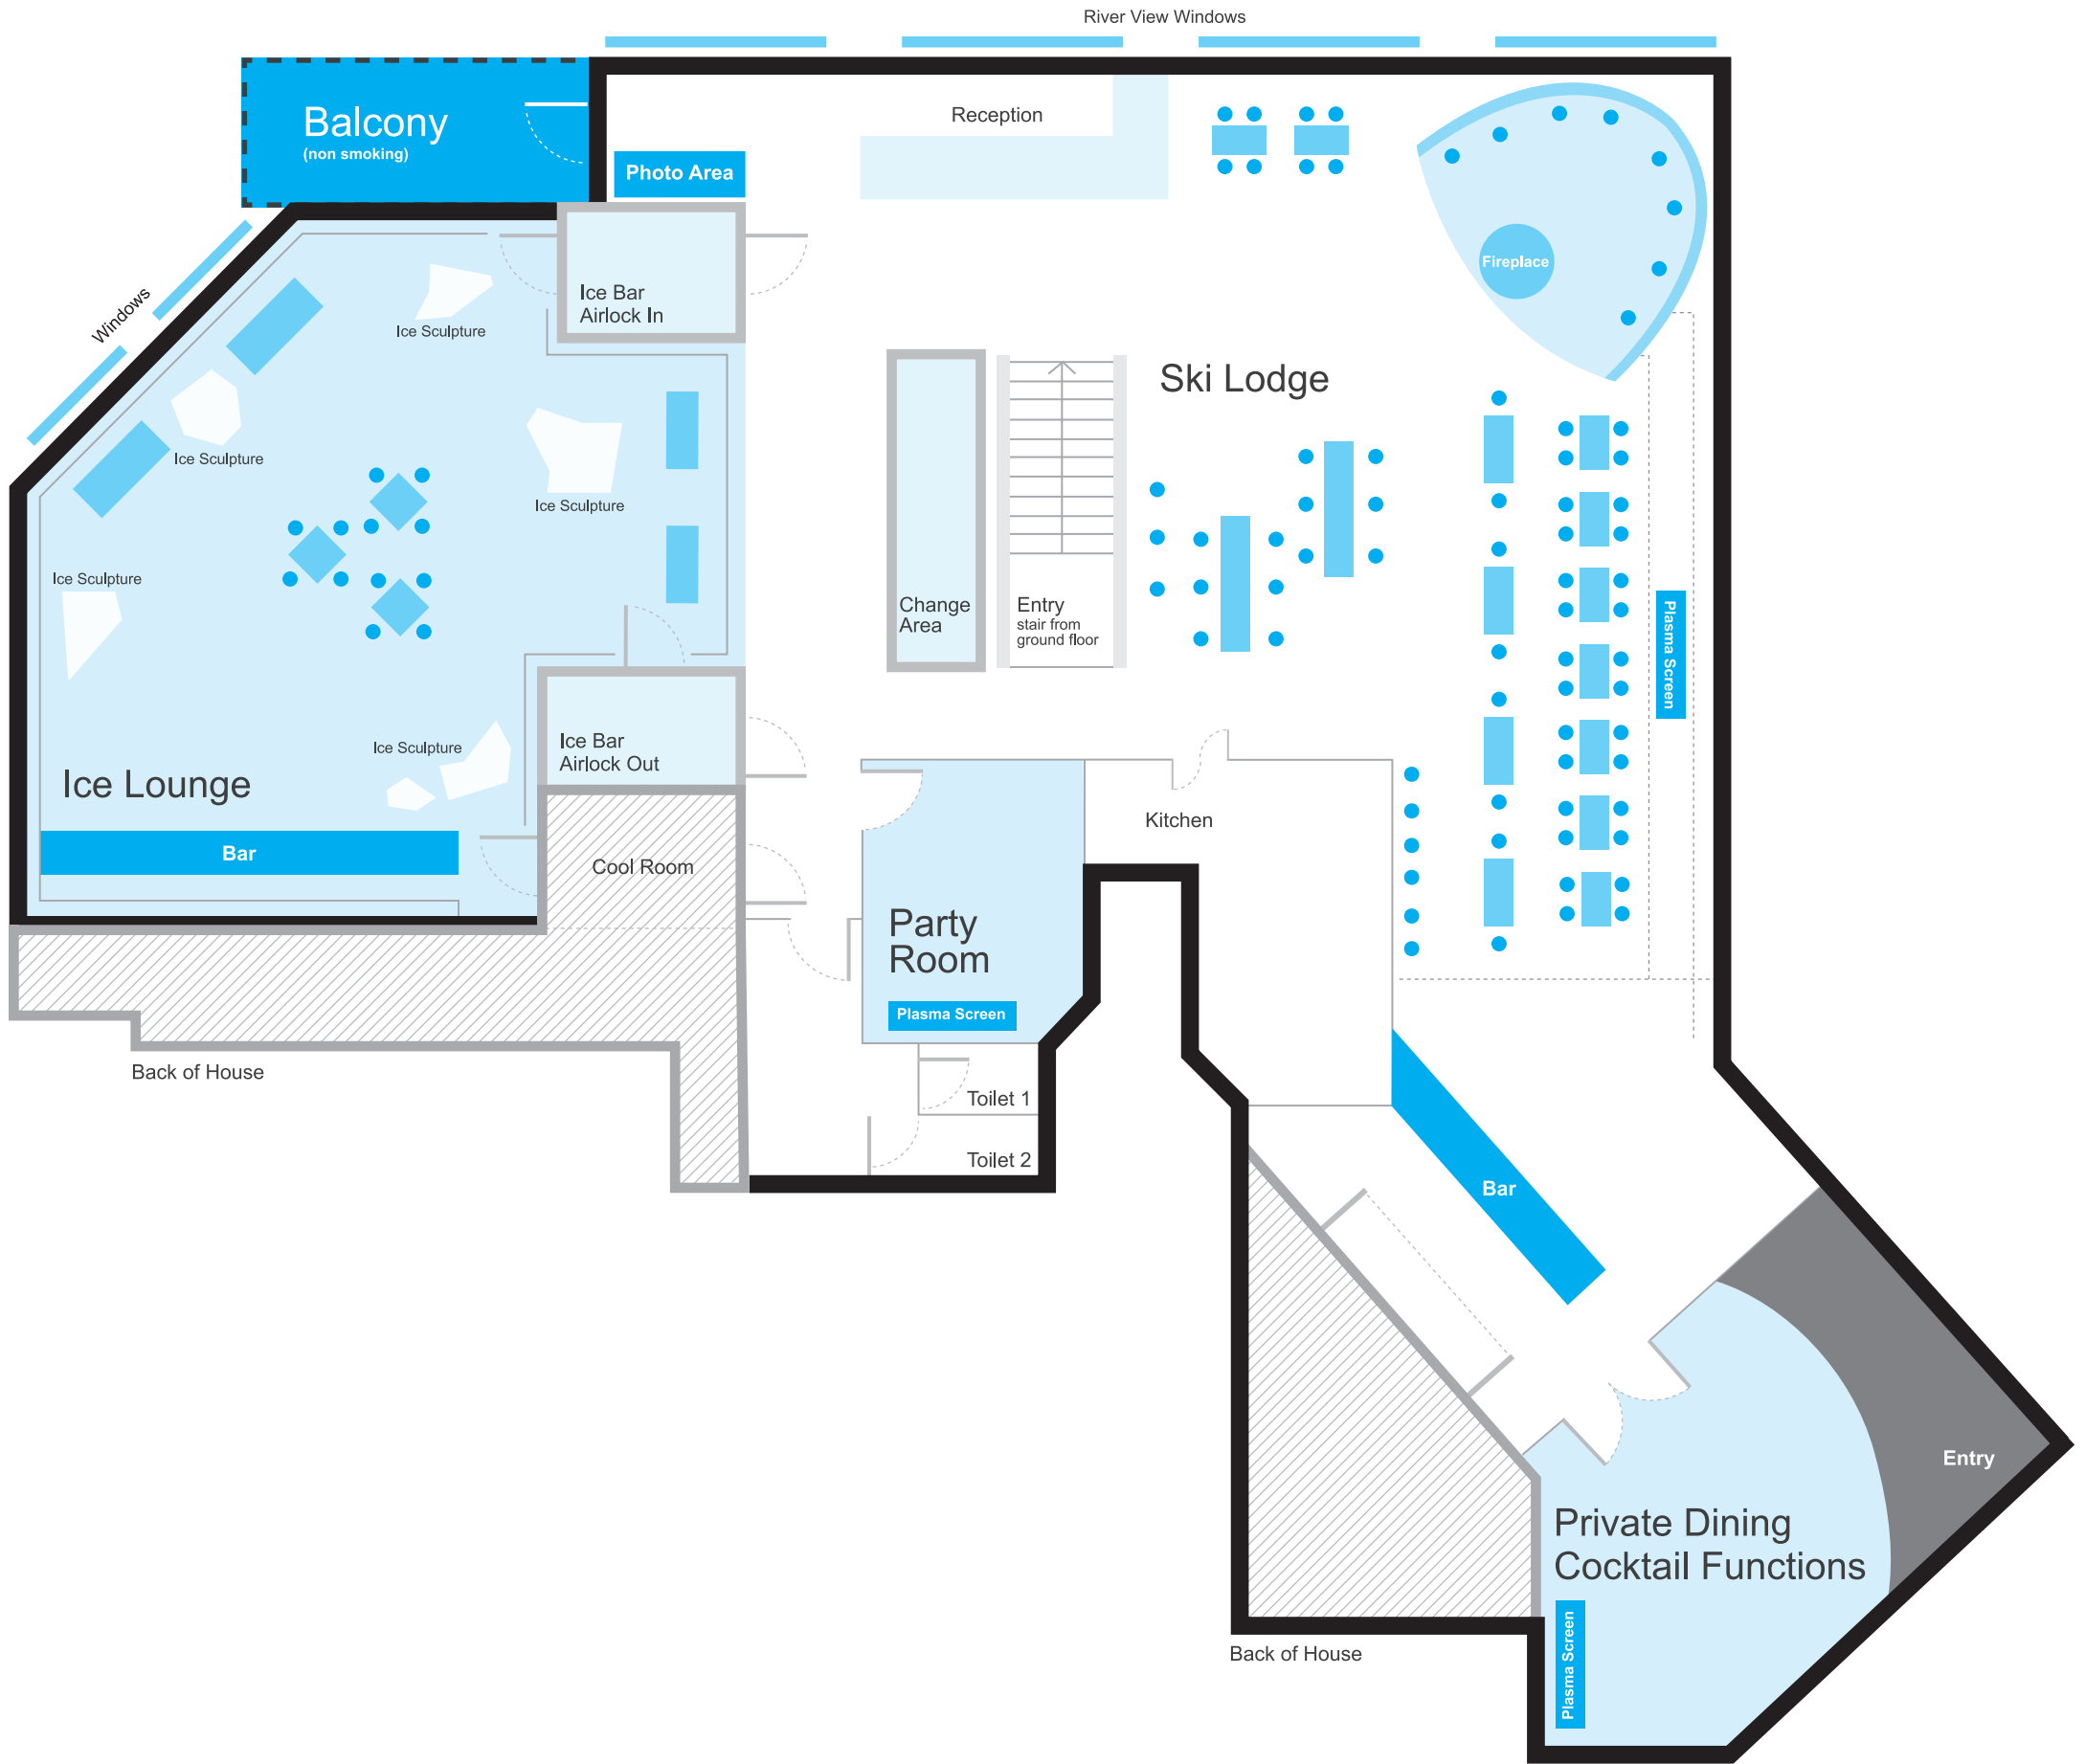 River View Windows
Balcony
(non smoking)
Photo Area
Reception
Fireplace
Windows
Ice Bar
Airlock In
Ice Sculpture
Ski Lodge
Ice Sculpture
Ice Sculpture
Ice Sculpture
Change
Area
Entry
stair from
ground floor
Plasma Screen
Ice Sculpture
Ice Bar
Airlock Out
Ice Lounge
Kitchen
Bar
Cool Room
Party
Room
Plasma Screen
Back of House
Toilet 1
Toilet 2
Bar
Entry
Private Dining
Cocktail Functions
Plasma Screen
Back of House